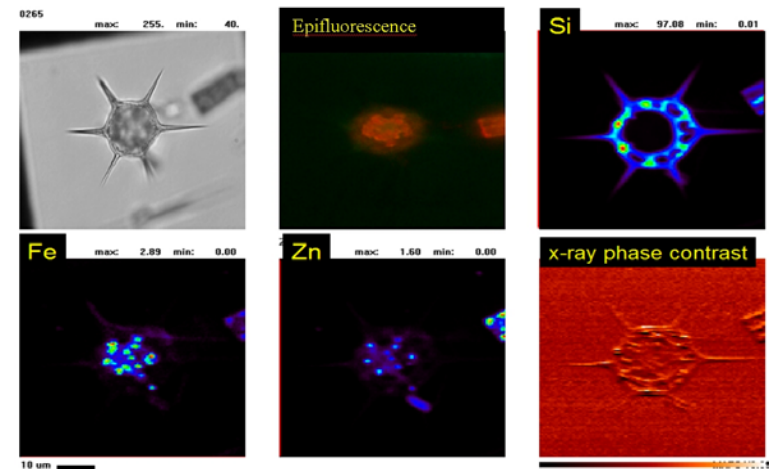 0265
max: 255. min: 40.
Epifluorescence
Si
max: 97.08 min: 0.01
Fe
max: 2.89 min: 0.00
Zn
max: 1.60 min: 0.00
x-ray phase contrast
10 um